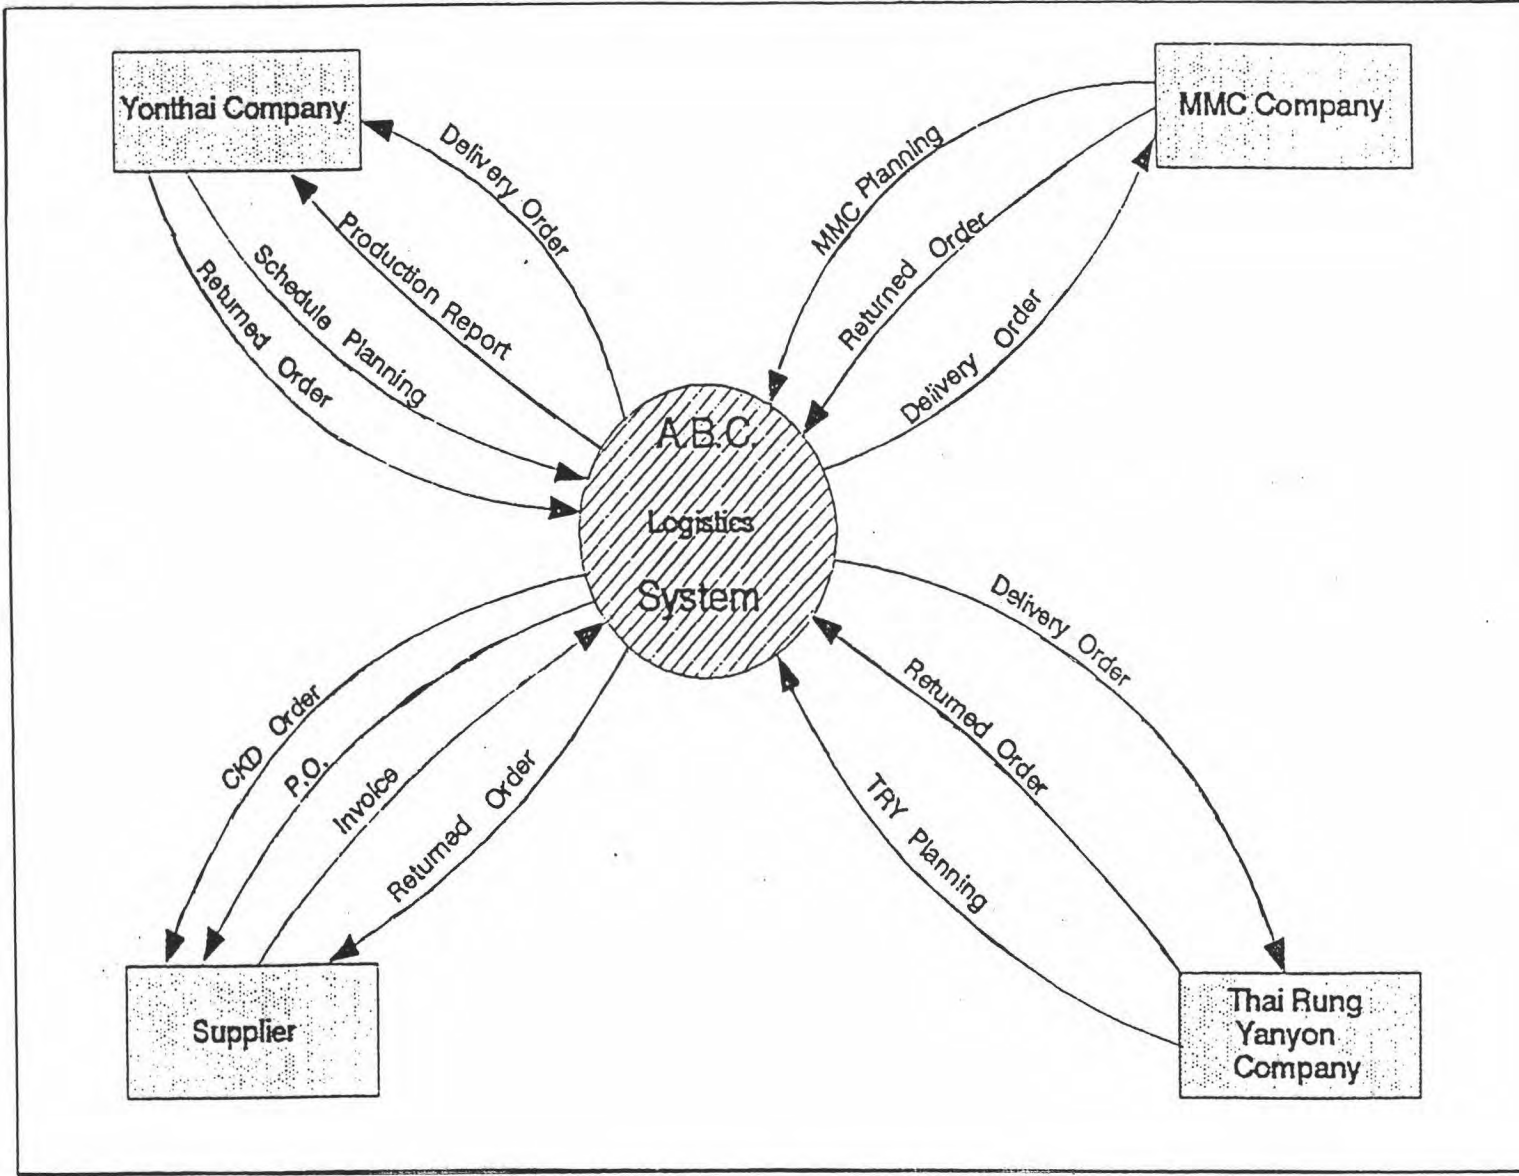 Yonthai Company
MMC Company
Delivery Order
Production Report
Schedule Planning
Returned Order
MMC Planning
Returned Order
Delivery Order
A.B.C.
Logistics
System
CKD Order
P.O.
Invoice
Returned Order
Delivery Order
Returned Order
TRY Planning
Supplier
Thai Rung
Yanyon
Company